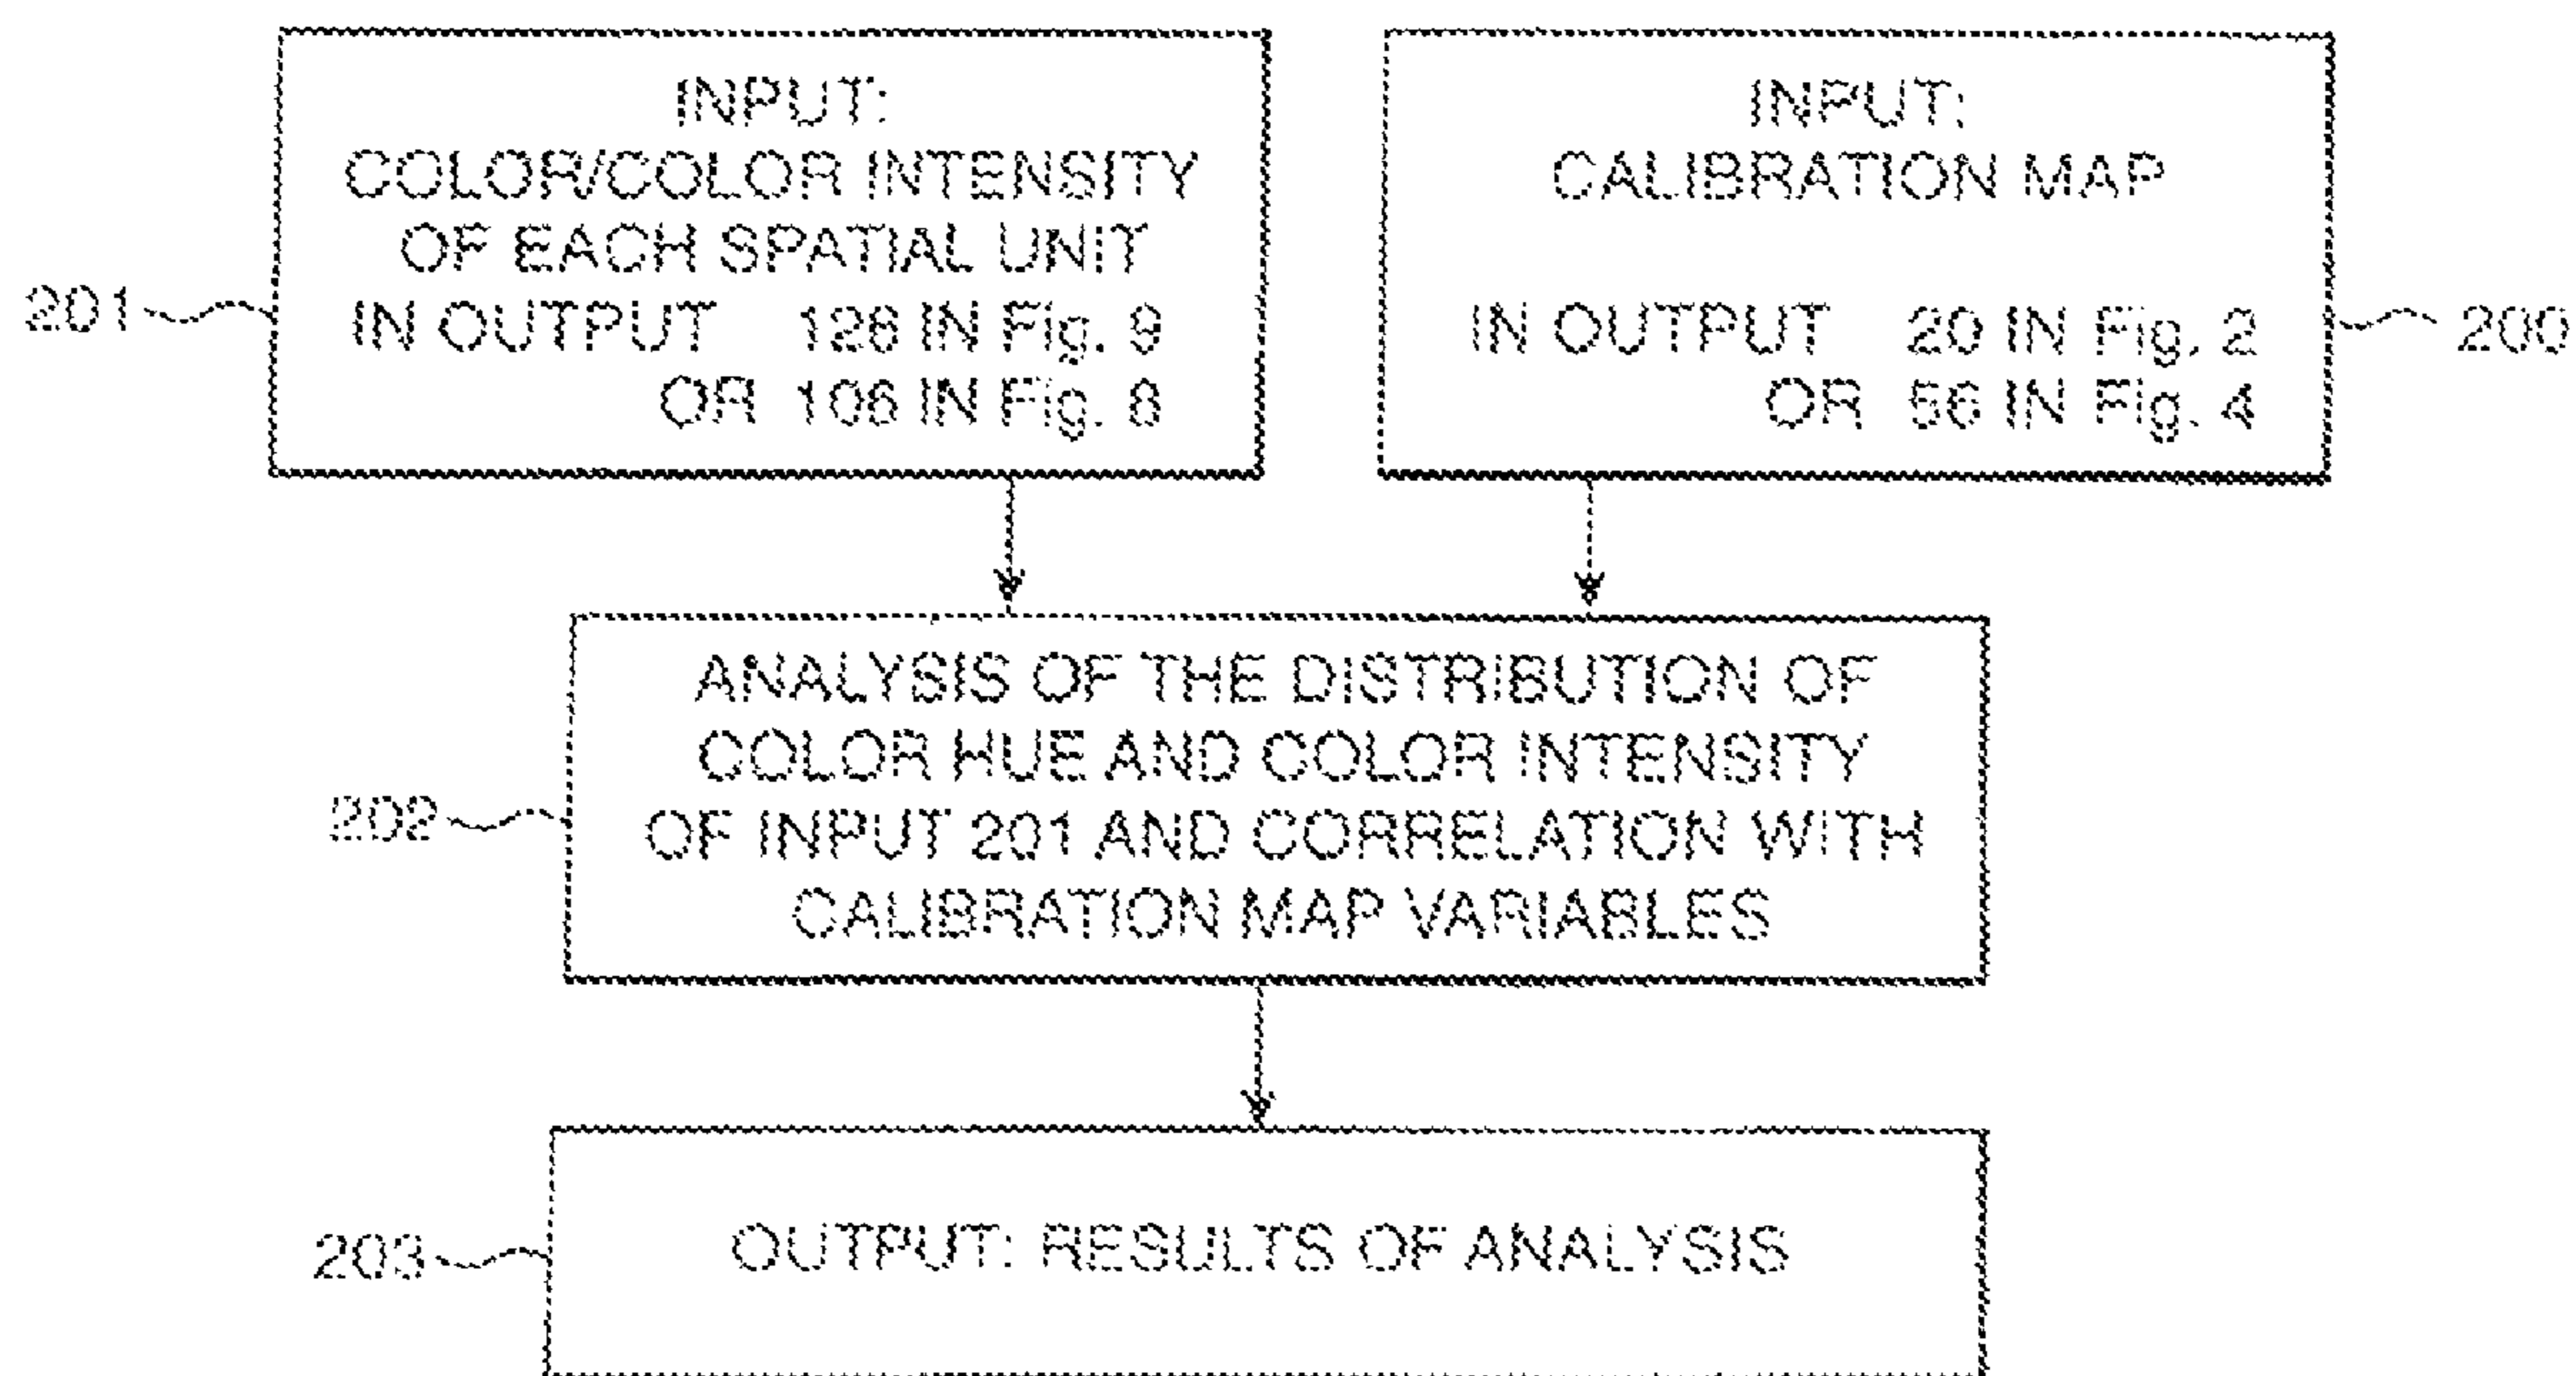 INPUT:
COLOR/COLOR INTENSITY
OF EACH SPATIAL UNIT
IN OUTPUT 126 IN Fig. 9
OR 106 IN Fig. 8
201
INPUT:
CALIBRATION MAP
IN OUTPUT 20 IN Fig. 2
OR 56 IN Fig. 4
200
ANALYSIS OF THE DISTRIBUTION OF
COLOR HUE AND COLOR INTENSITY
OF INPUT 201 AND CORRELATION WITH
CALIBRATION MAP VARIABLES
202
OUTPUT: RESULTS OF ANALYSIS
203